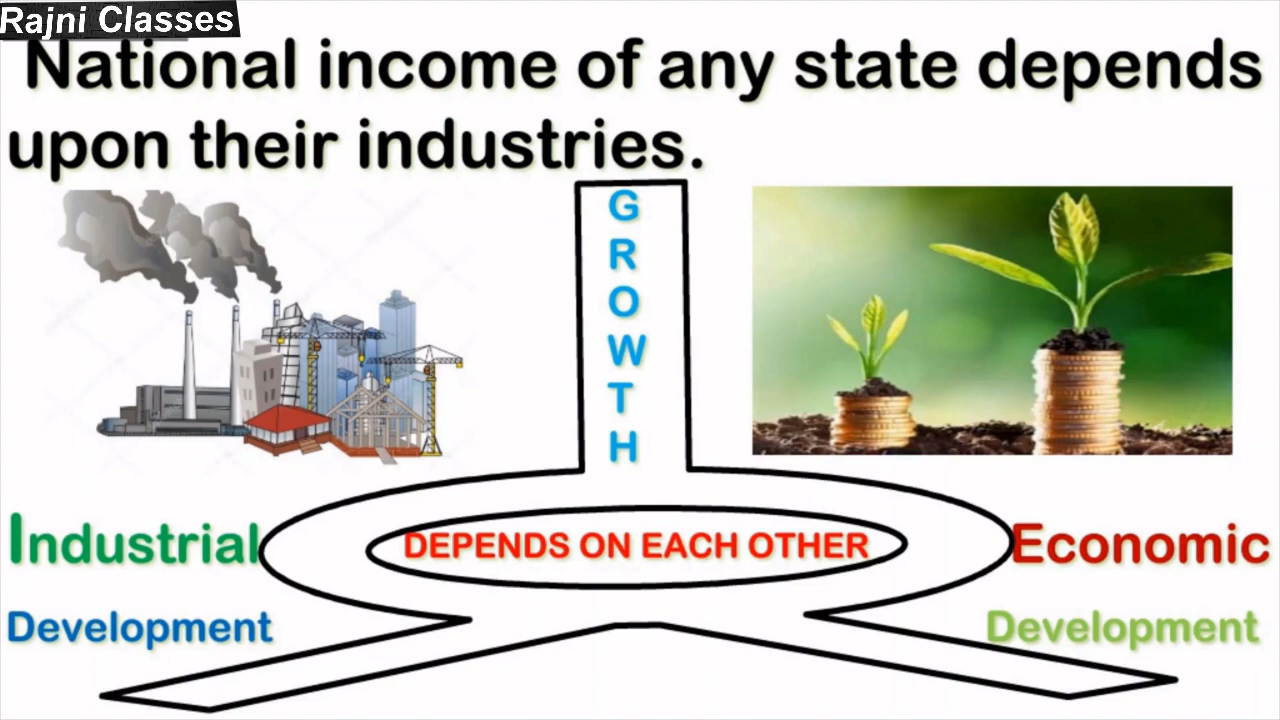 Rajni Classes
National income of any state depends
upon their industries.
G
R
O
W
T
H
DEPENDS ON EACH OTHER
Industrial
Development
Economic
Development